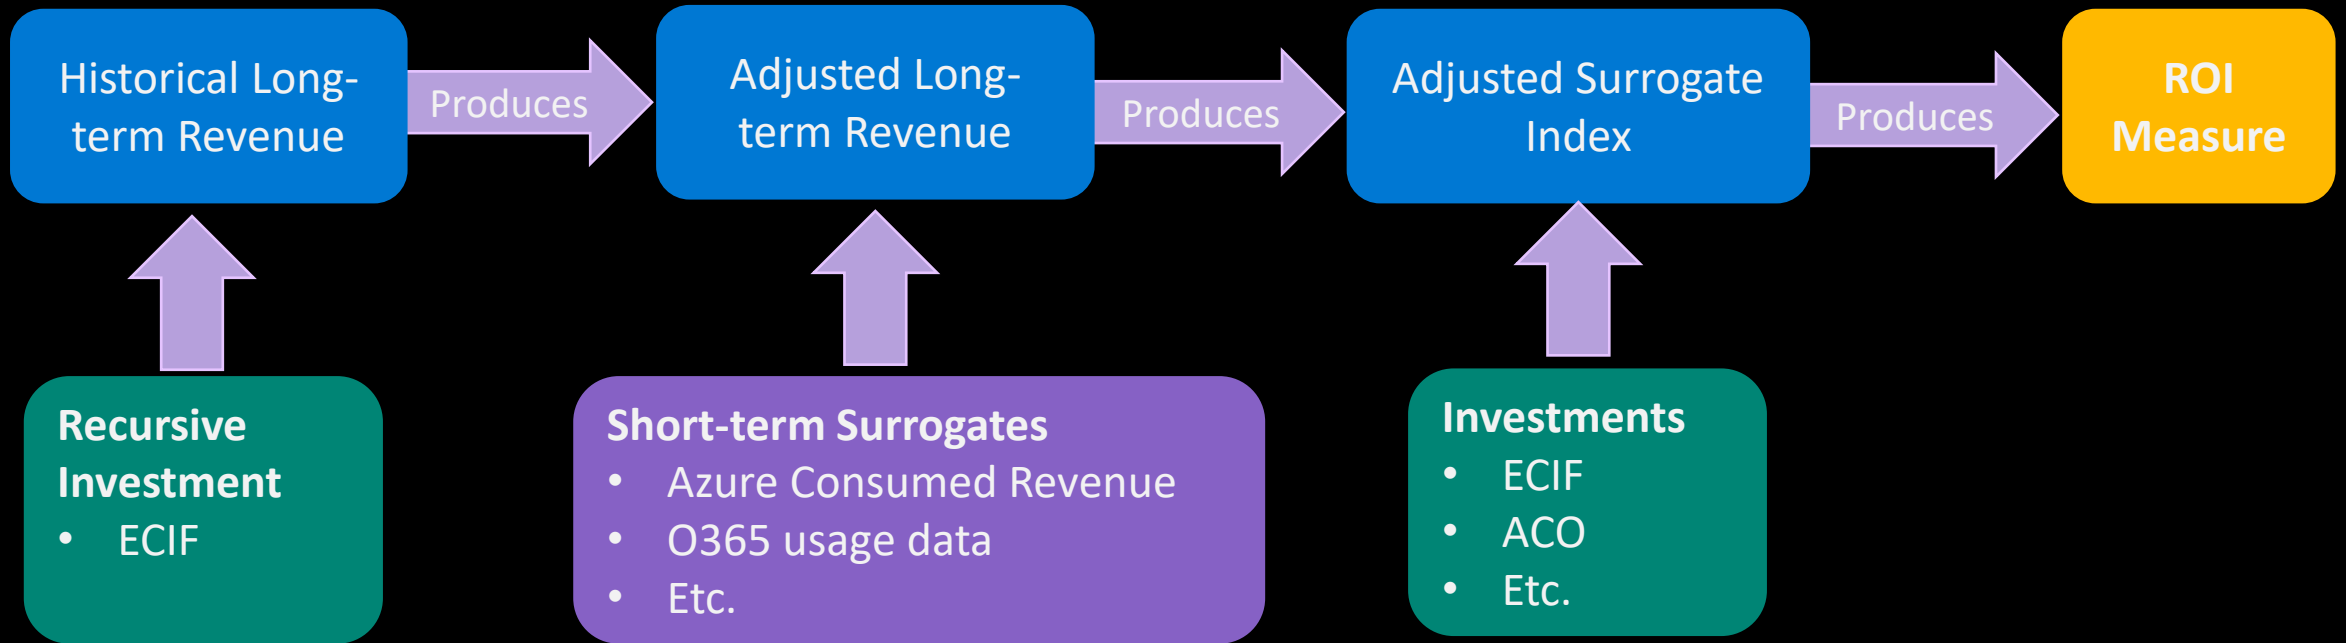 Historical Long-
term Revenue
Produces
Adjusted Long-
term Revenue
Produces
Adjusted Surrogate
Index
Produces
ROI
Measure
Recursive
Investment
• ECIF
Short-term Surrogates
• Azure Consumed Revenue
• O365 usage data
• Etc.
Investments
• ECIF
• ACO
• Etc.